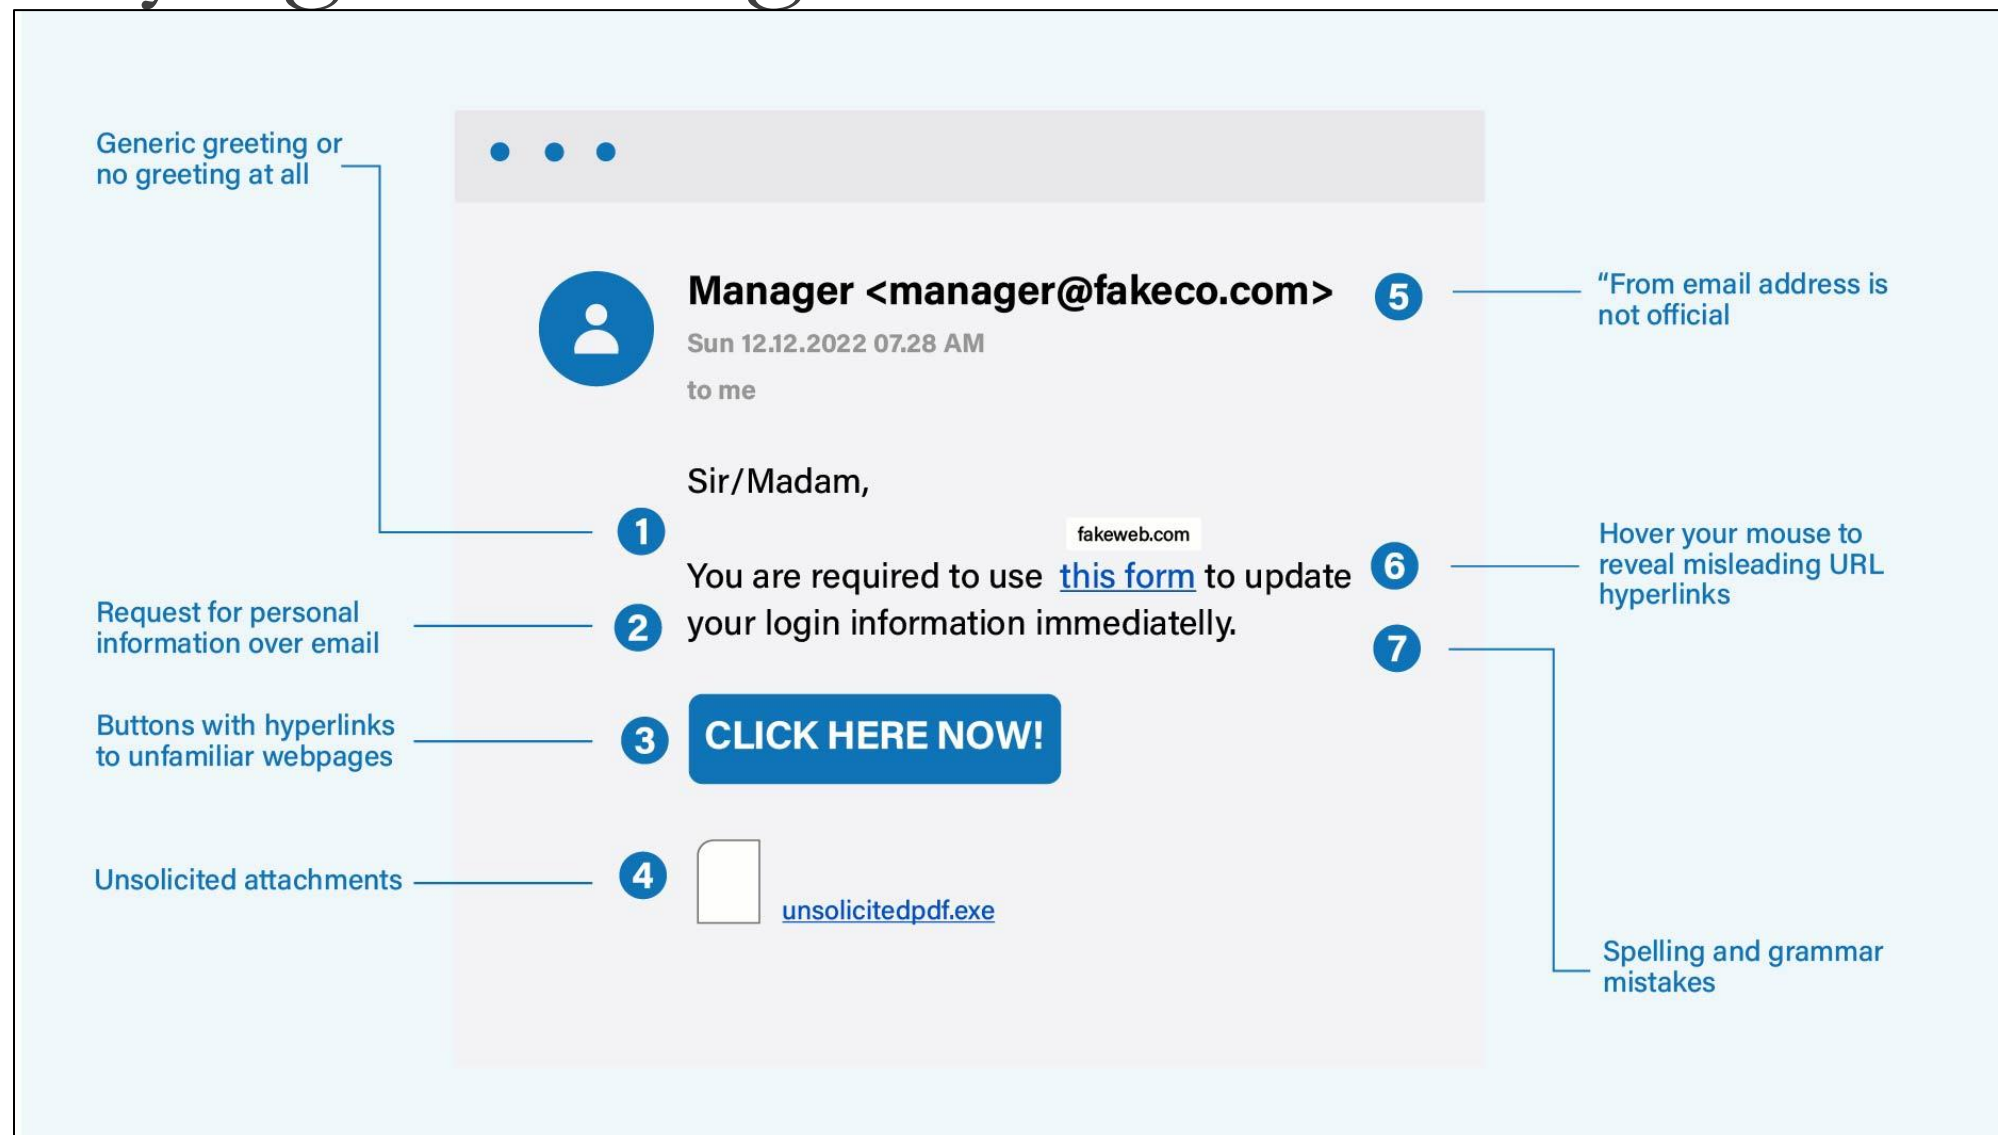 Generic greeting or
no greeting at all
Manager <manager@fakeco.com>
5
“From email address is
not official
Sun 12.12.2022 07.28 AM
to me
Sir/Madam,
1
fakeweb.com
You are required to use this form to update
6
Hover your mouse to
reveal misleading URL
hyperlinks
Request for personal
information over email
2
your login information immediatelly.
7
Buttons with hyperlinks
to unfamiliar webpages
3
CLICK HERE NOW!
Unsolicited attachments
4
unsolicitedpdf.exe
Spelling and grammar
mistakes